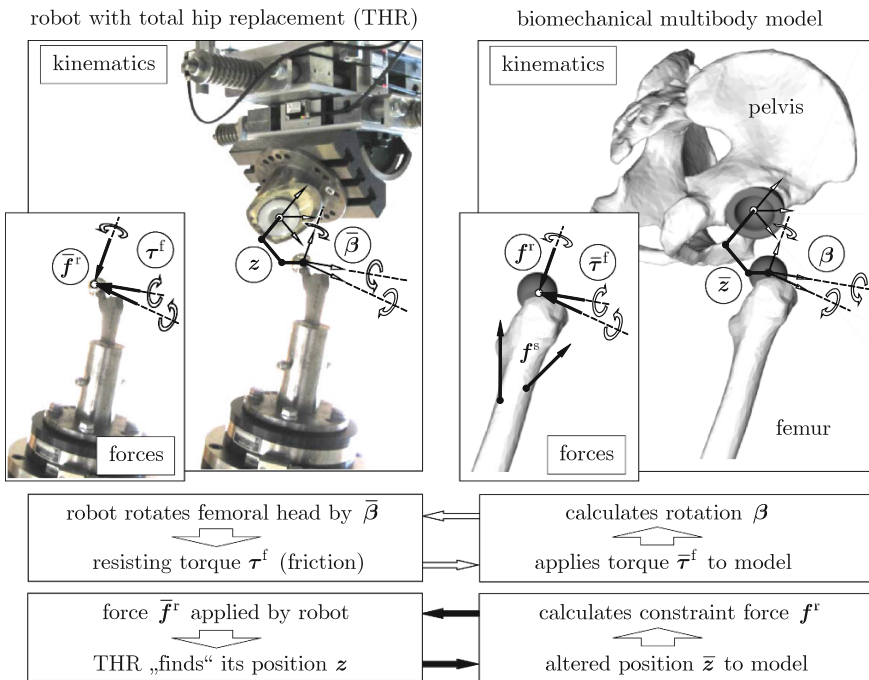 robot with total hip replacement (THR)
biomechanical multibody model
kinematics
kinematics
pelvis
f̅ʳ
τᶠ
z
β̅
fʳ
τ̅ᶠ
z̅
β
fˢ
femur
forces
forces
robot rotates femoral head by β̅
calculates rotation β
resisting torque τᶠ (friction)
applies torque τ̅ᶠ to model
force f̅ʳ applied by robot
calculates constraint force fʳ
THR „finds“ its position z
altered position z̅ to model